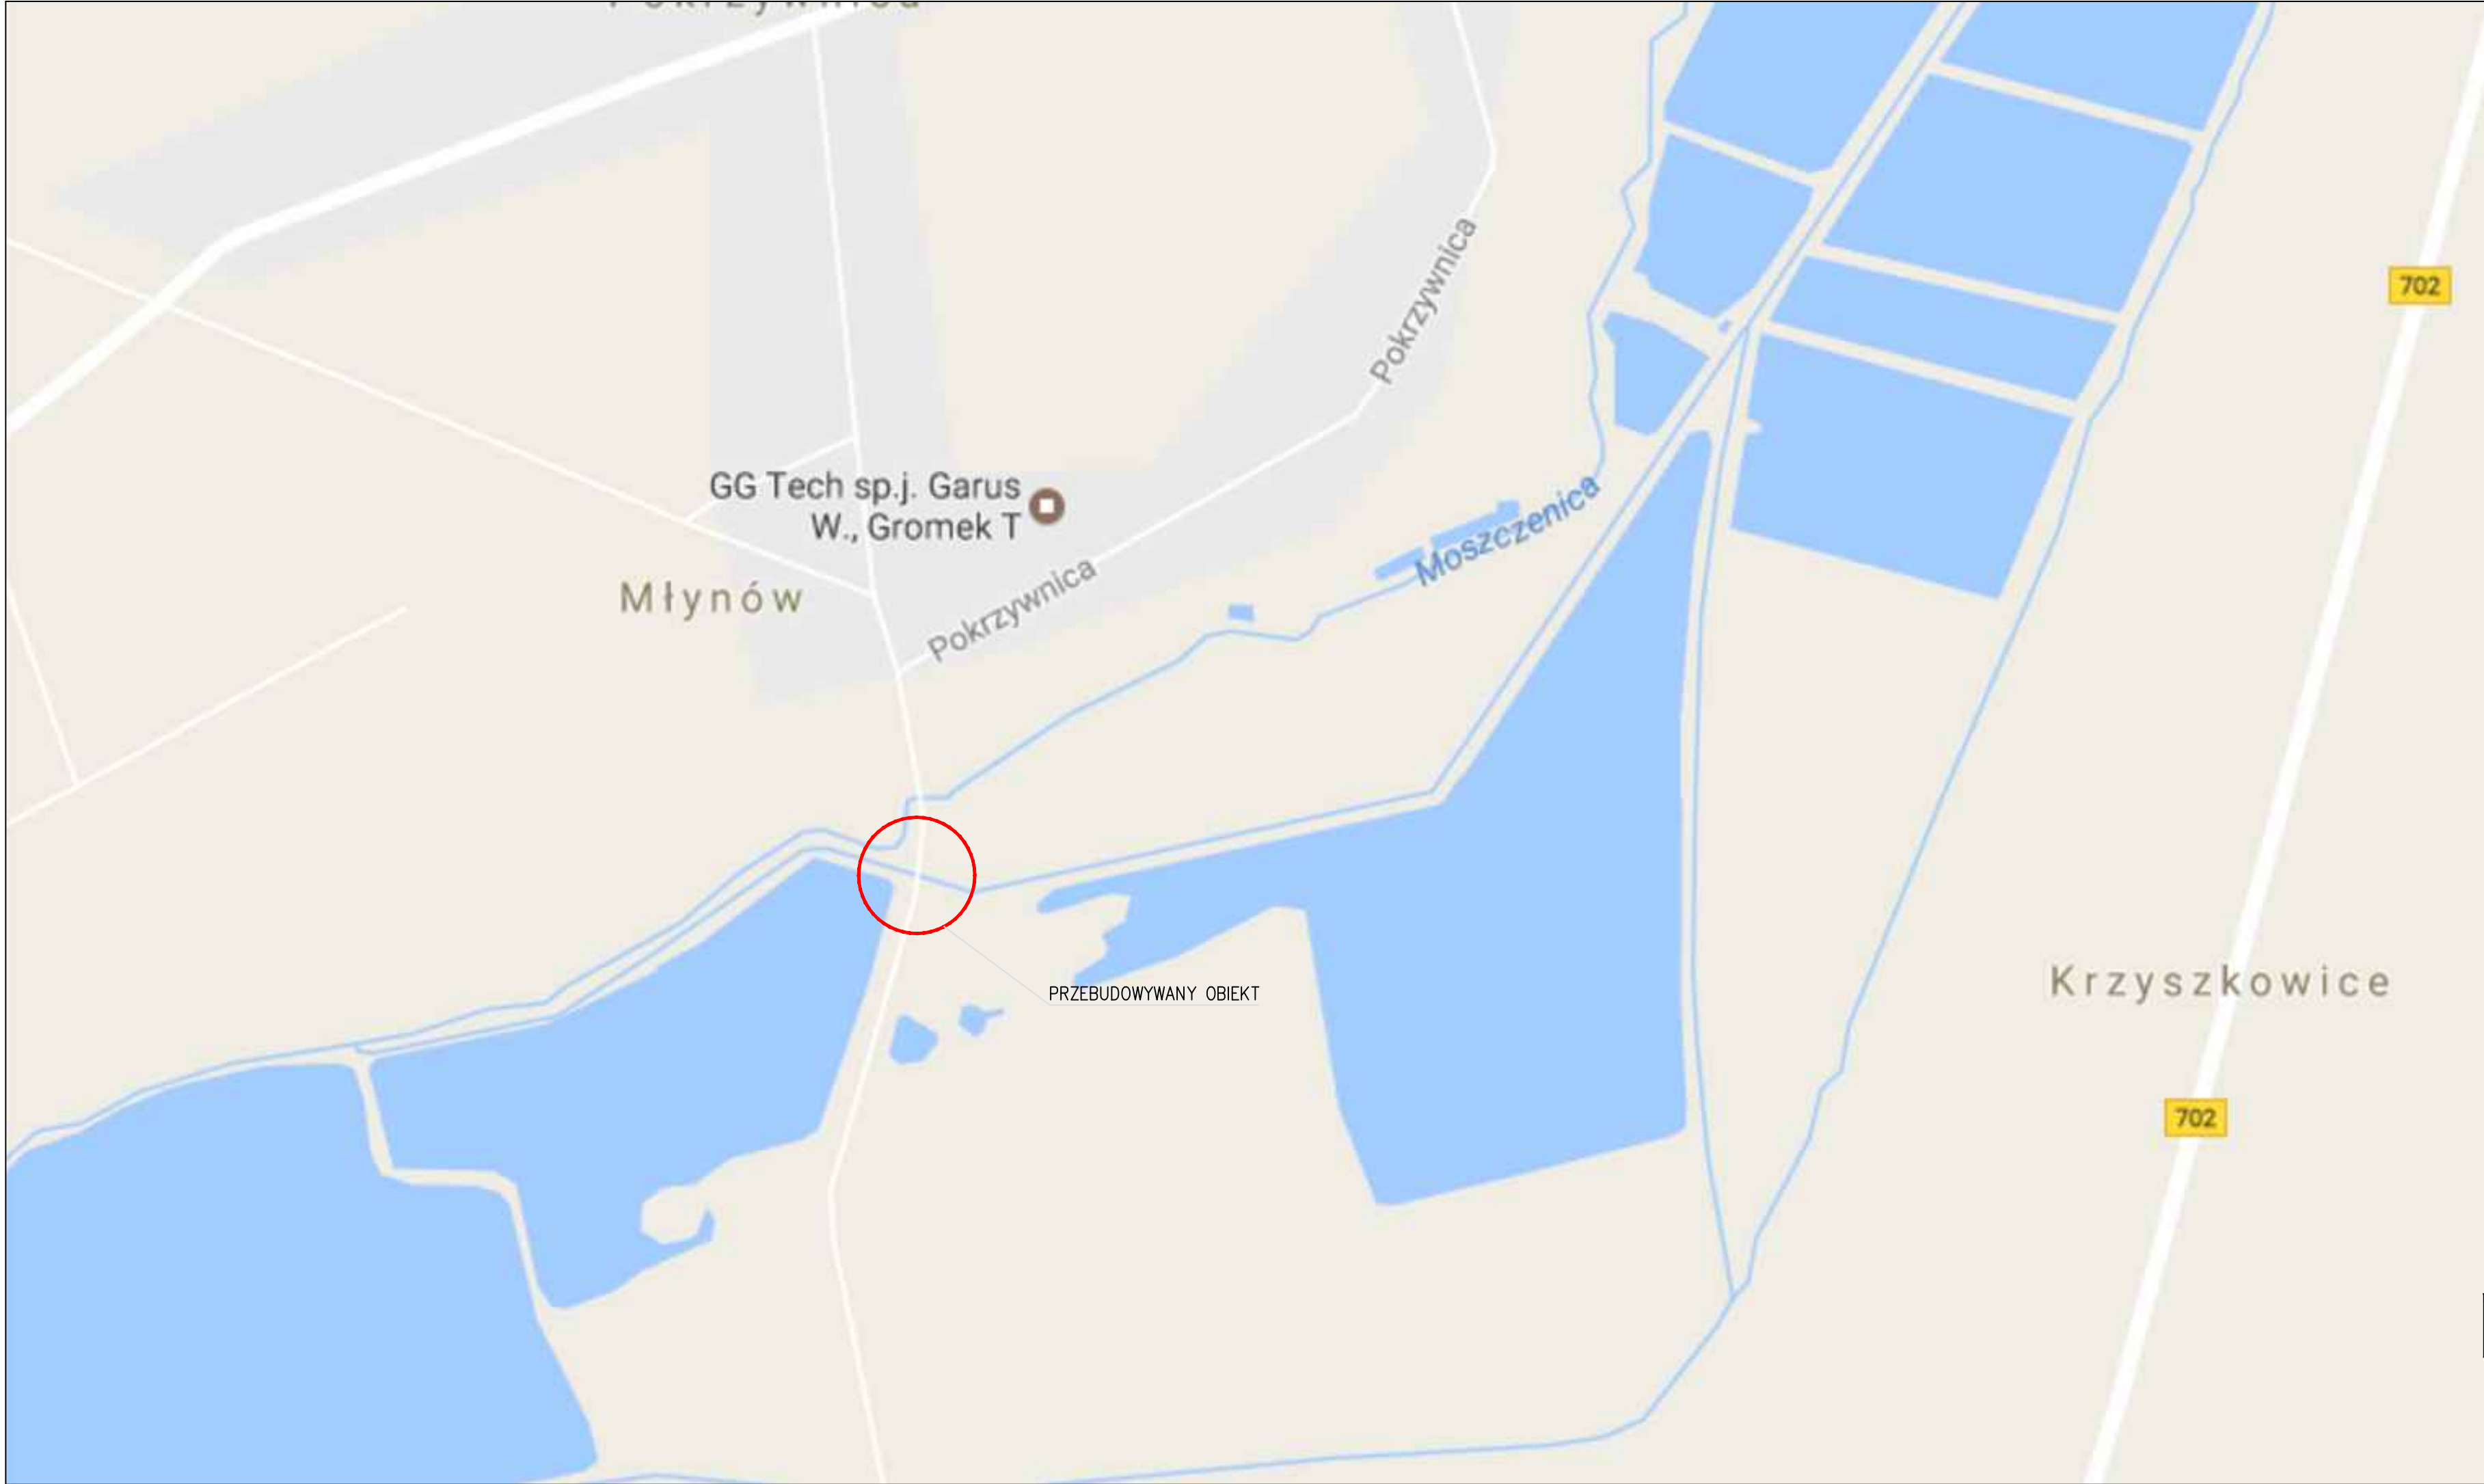 702
Pokrzywnica
GG Tech sp.j. Garus
W., Gromek T
Moszczenica
Młynów
Pokrzywnica
Krzyszkowice
PRZEBUDOWYWANY OBIEKT
702